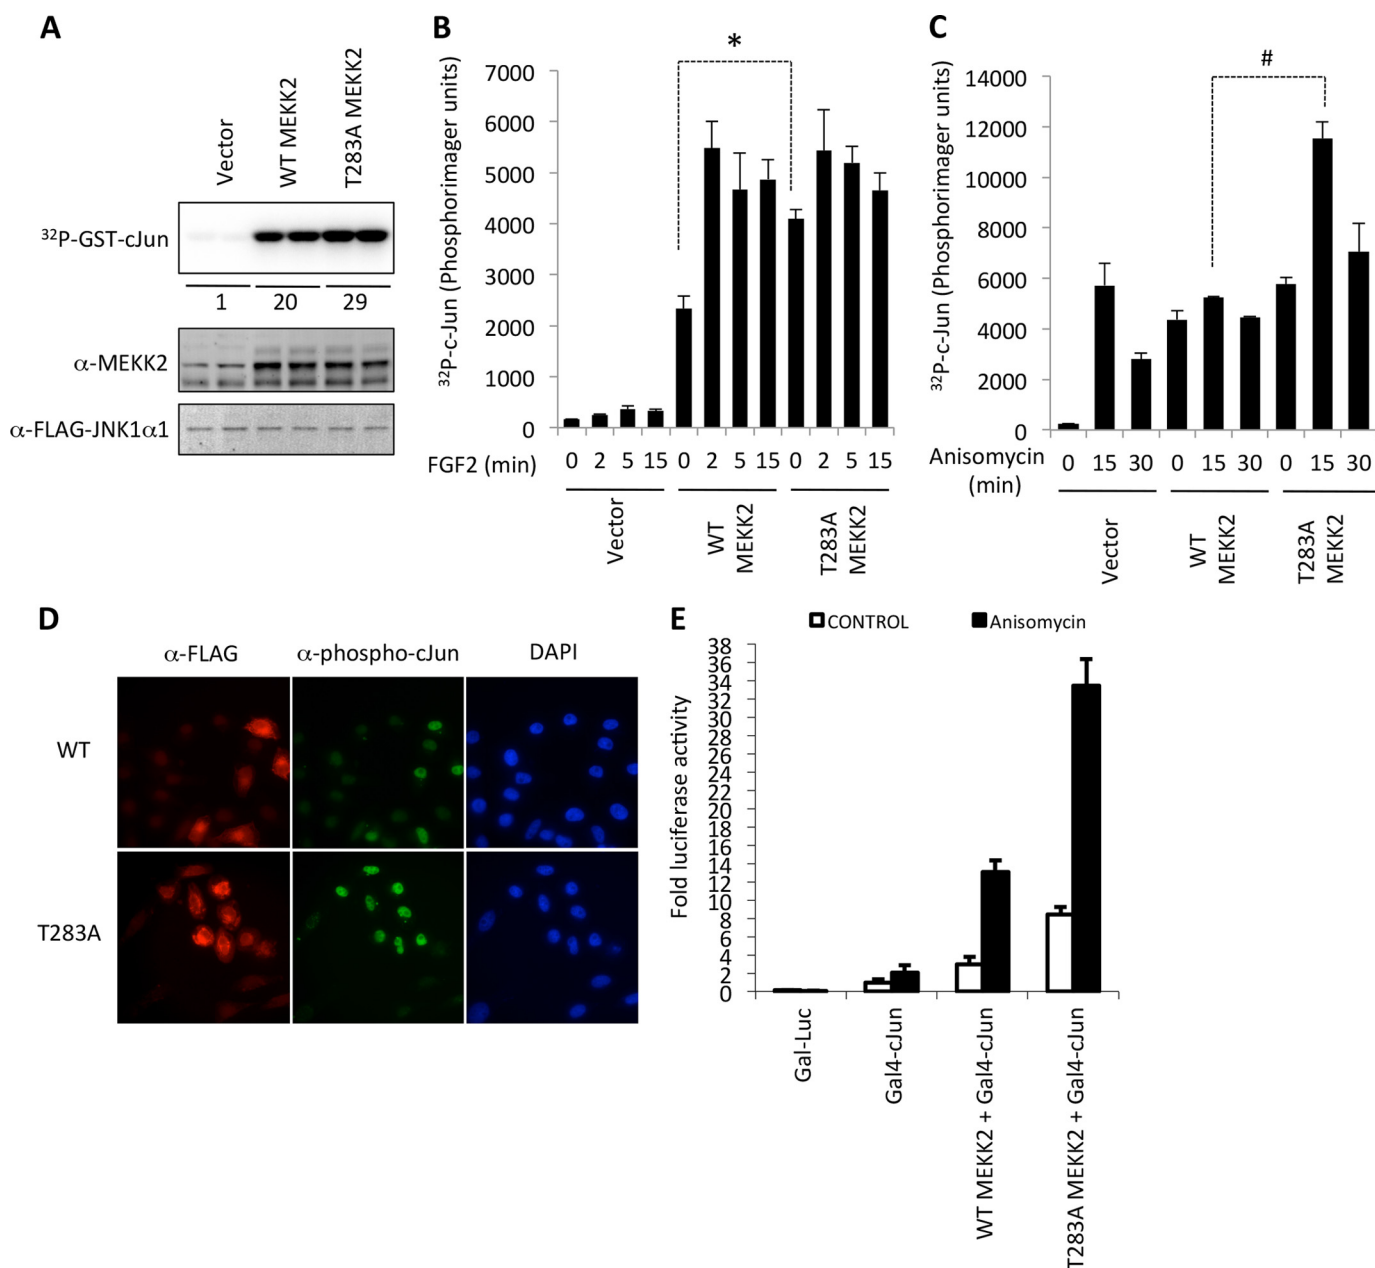 A
Vector
WT MEKK2
T283A MEKK2
32P-GST-cJun
1 20 29
α-MEKK2
α-FLAG-JNK1α1
B
*
32P-c-Jun (Phosphorimager units)
7000
6000
5000
4000
3000
2000
1000
0
FGF2 (min) 0 2 5 15 0 2 5 15 0 2 5 15
Vector
WT
MEKK2
T283A
MEKK2
C
#
32P-c-Jun (Phosphorimager units)
14000
12000
10000
8000
6000
4000
2000
0
Anisomycin 0 15 30 0 15 30 0 15 30
(min)
Vector
WT
MEKK2
T283A
MEKK2
D
α-FLAG α-phospho-cJun DAPI
WT
T283A
E
CONTROL Anisomycin
Fold luciferase activity
38
36
34
32
30
28
26
24
22
20
18
16
14
12
10
8
6
4
2
0
Gal-Luc
Gal4-cJun
WT MEKK2 + Gal4-cJun
T283A MEKK2 + Gal4-cJun